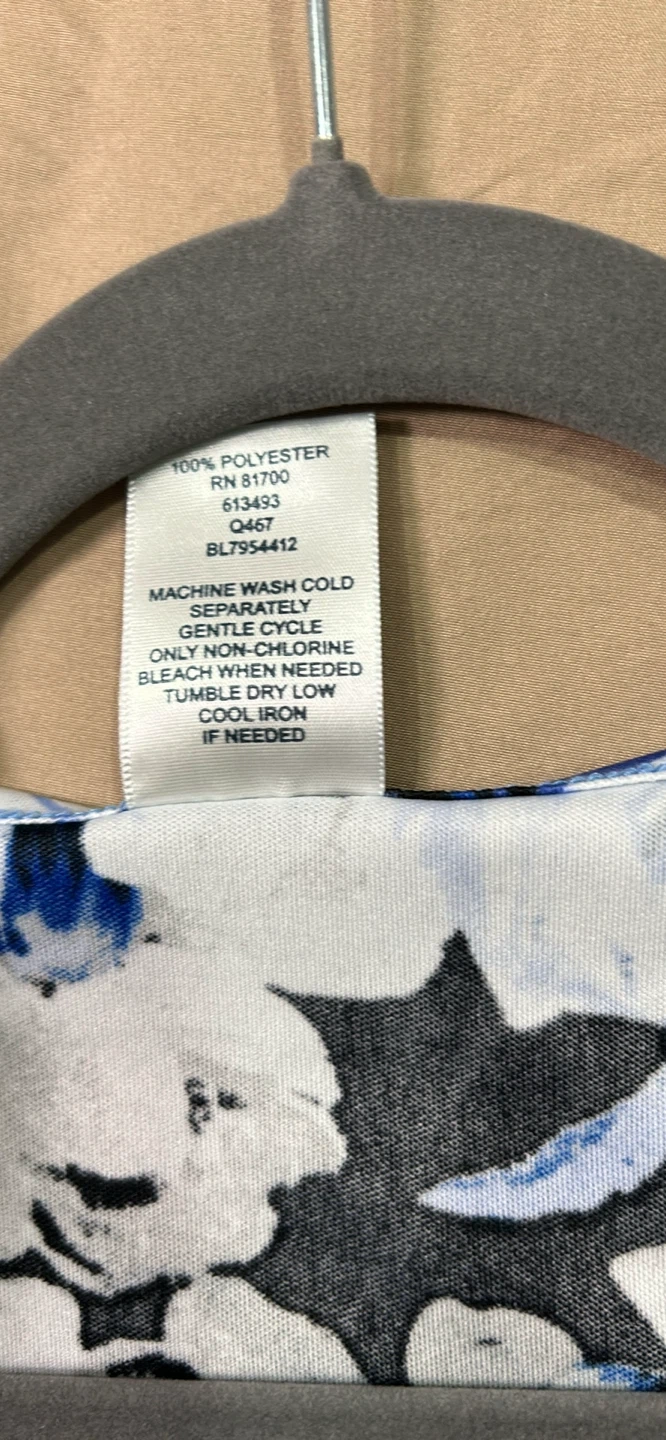 100% POLYESTER
RN 81700
613493
Q467
BL7954412
MACHINE WASH COLD
SEPARATELY
GENTLE CYCLE
ONLY NON-CHLORINE
BLEACH WHEN NEEDED
TUMBLE DRY LOW
COOL IRON
IF NEEDED